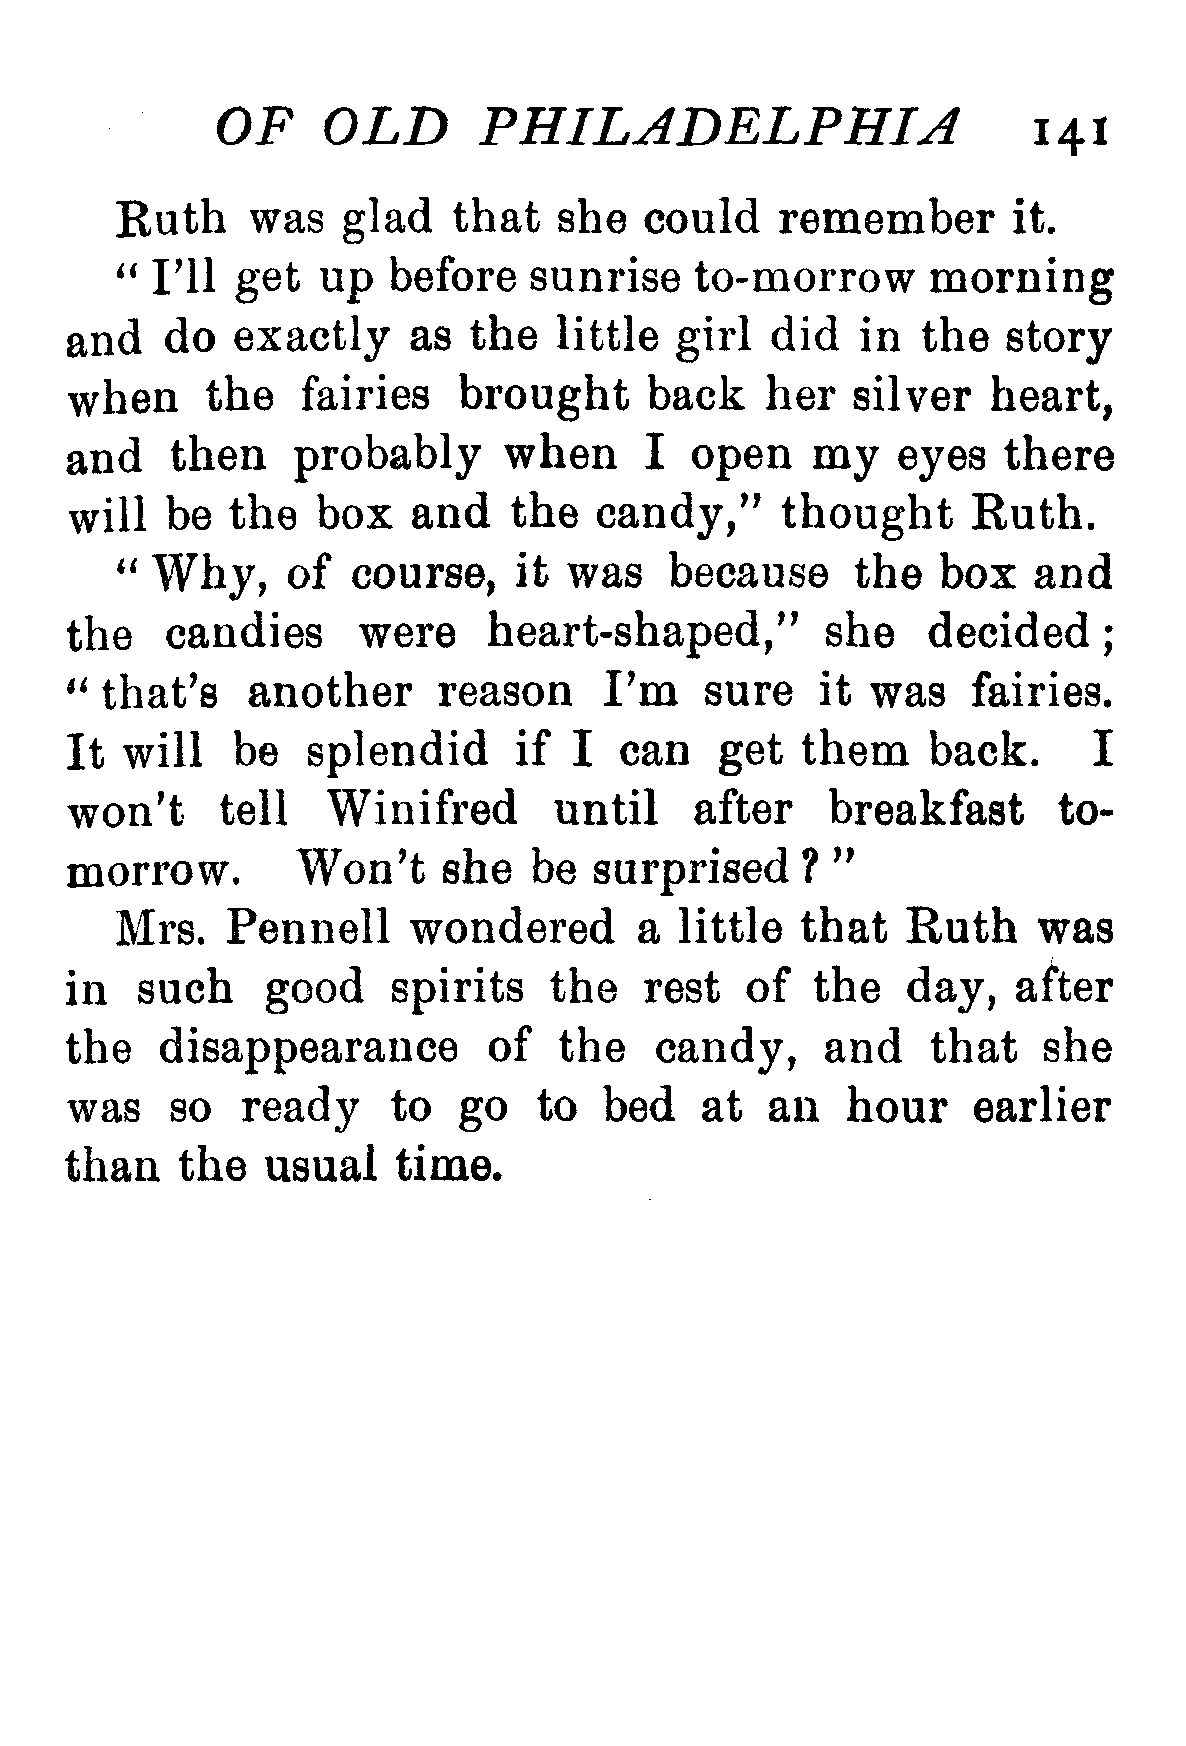 OF OLD PHILADELPHIA 141
Ruth was glad that she could remember it.
“ I’ll get up before sunrise to-morrow morning
and do exactly as the little girl did in the story
when the fairies brought back her silver heart,
and then probably when I open my eyes there
will be the box and the candy,” thought Ruth.
“ Why, of course, it was because the box and
the candies were heart-shaped,” she decided ;
“ that’s another reason I’m sure it was fairies.
It will be splendid if I can get them back. I
won’t tell Winifred until after breakfast to-
morrow. Won’t she be surprised ? ”
Mrs. Pennell wondered a little that Ruth was
in such good spirits the rest of the day, after
the disappearance of the candy, and that she
was so ready to go to bed at an hour earlier
than the usual time.